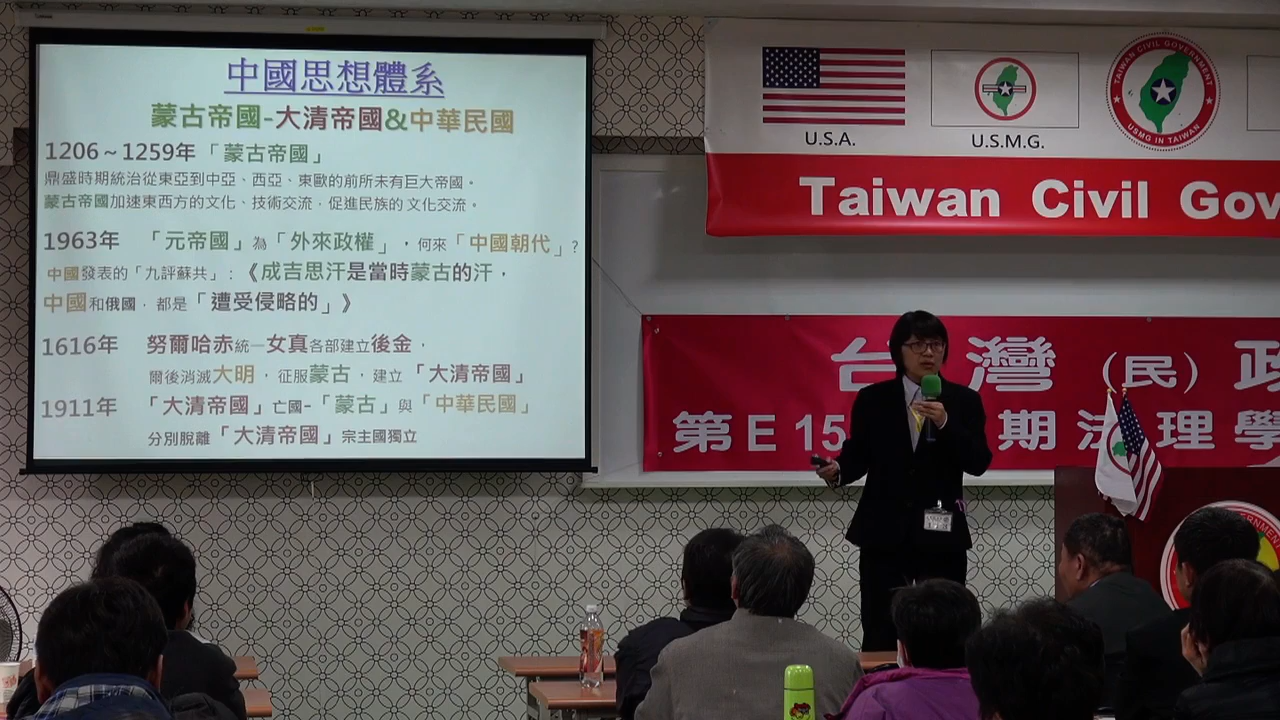 中國思想體系
蒙古帝國-大清帝國&中華民國
1206～1259年「蒙古帝國」
鼎盛時期統治從東亞到中亞、西亞、東歐的前所未有巨大帝國。
蒙古帝國加速東西方的文化、技術交流，促進民族的文化交流。
1963年 「元帝國」為「外來政權」，何來「中國朝代」?
中國發表的「九評蘇共」:《成吉思汗是當時蒙古的汗，
中國和俄國，都是「遭受侵略的」》
1616年 努爾哈赤統一女真各部建立後金，
爾後消滅大明，征服蒙古，建立「大清帝國」
1911年 「大清帝國」亡國-「蒙古」與「中華民國」
分別脫離「大清帝國」宗主國獨立
U.S.A.
U.S.M.G.
TAIWAN CIVIL GOVERNMENT
USMG IN TAIWAN
Taiwan Civil Gov
台灣（民）政
第E15 期法理學